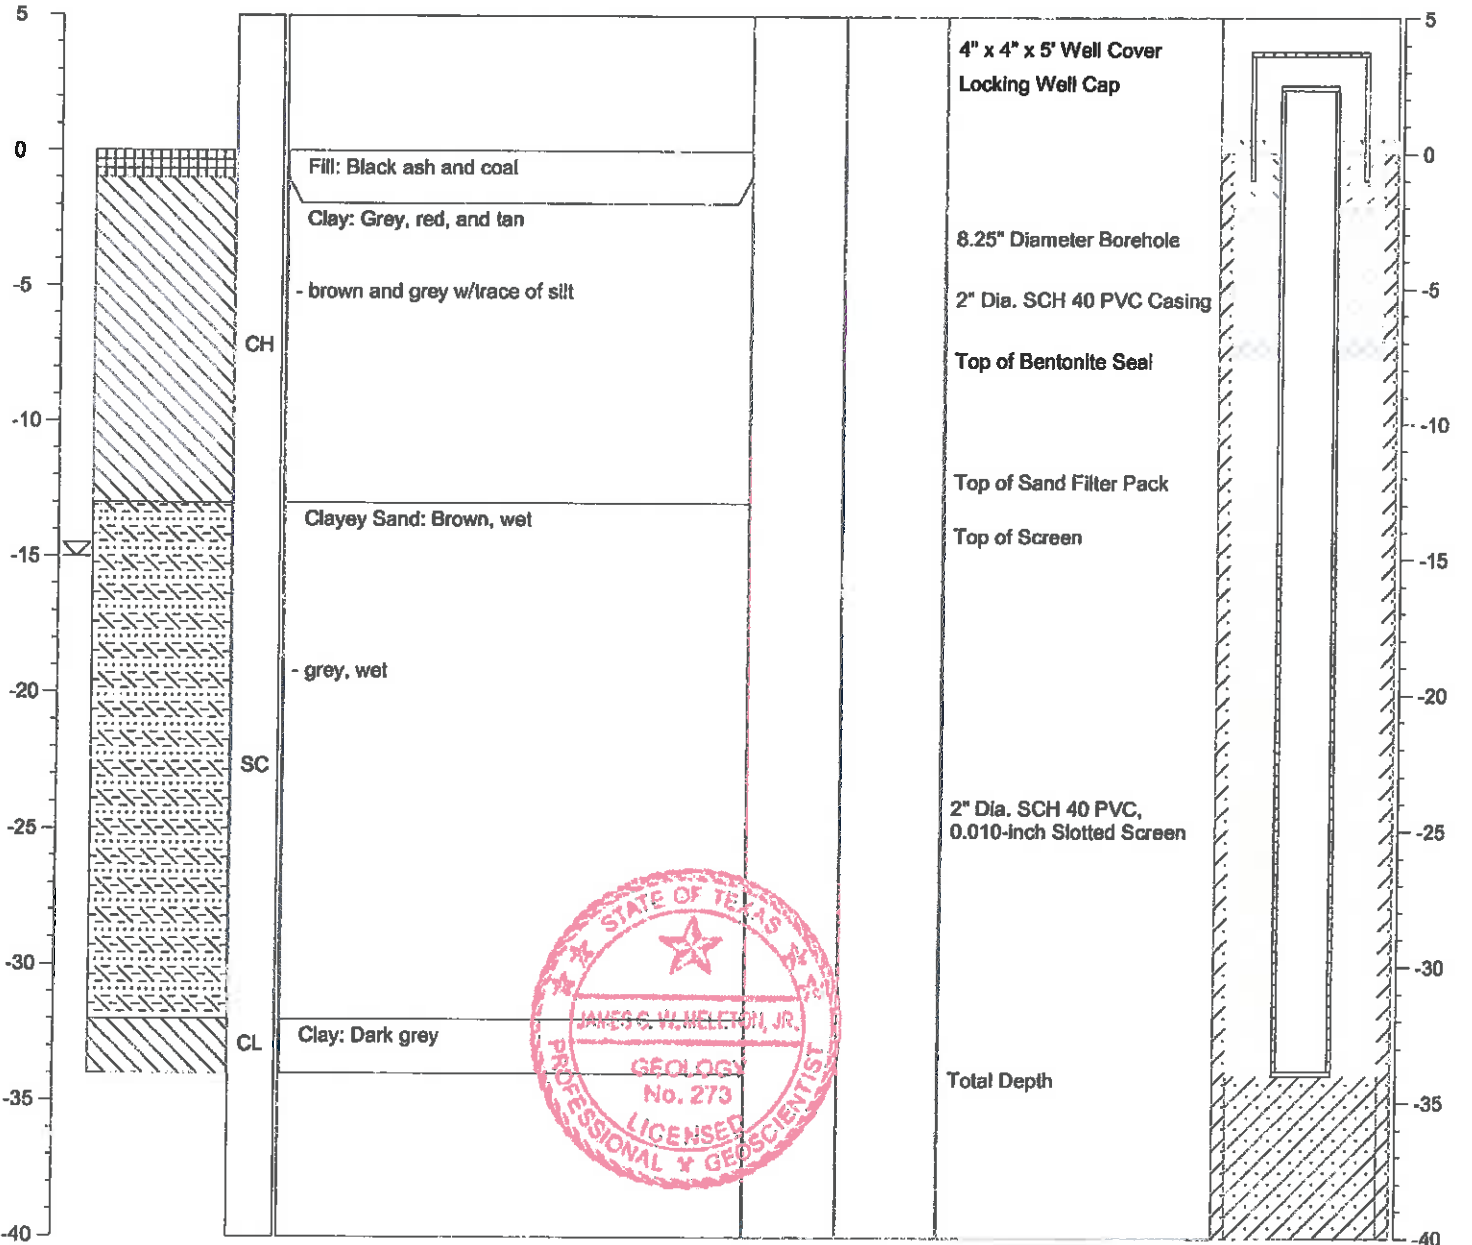 5
0
-5
-10
-15
-20
-25
-30
-35
-40
CH
SC
CL
Fill: Black ash and coal
Clay: Grey, red, and tan
- brown and grey w/trace of silt
Clayey Sand: Brown, wet
- grey, wet
Clay: Dark grey
4" x 4" x 5' Well Cover
Locking Well Cap
8.25" Diameter Borehole
2" Dia. SCH 40 PVC Casing
Top of Bentonite Seal
Top of Sand Filter Pack
Top of Screen
2" Dia. SCH 40 PVC,
0.010-inch Slotted Screen
Total Depth
STATE OF TEXAS
JAMES C. W. MELETON, JR.
GEOLOGY
No. 273
LICENSED
PROFESSIONAL GEOSCIENTIST
5
0
-5
-10
-15
-20
-25
-30
-35
-40